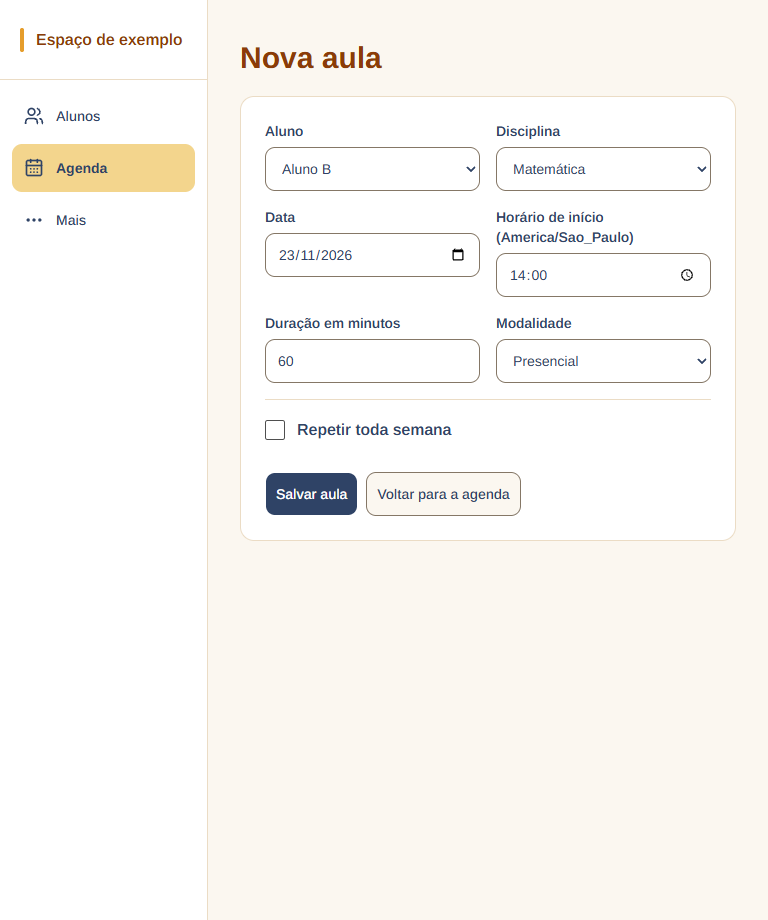 Espaço de exemplo
Alunos
Agenda
Mais
Nova aula
Aluno
Aluno B
Disciplina
Matemática
Data
23/11/2026
Horário de início
(America/Sao_Paulo)
14:00
Duração em minutos
60
Modalidade
Presencial
Repetir toda semana
Salvar aula
Voltar para a agenda